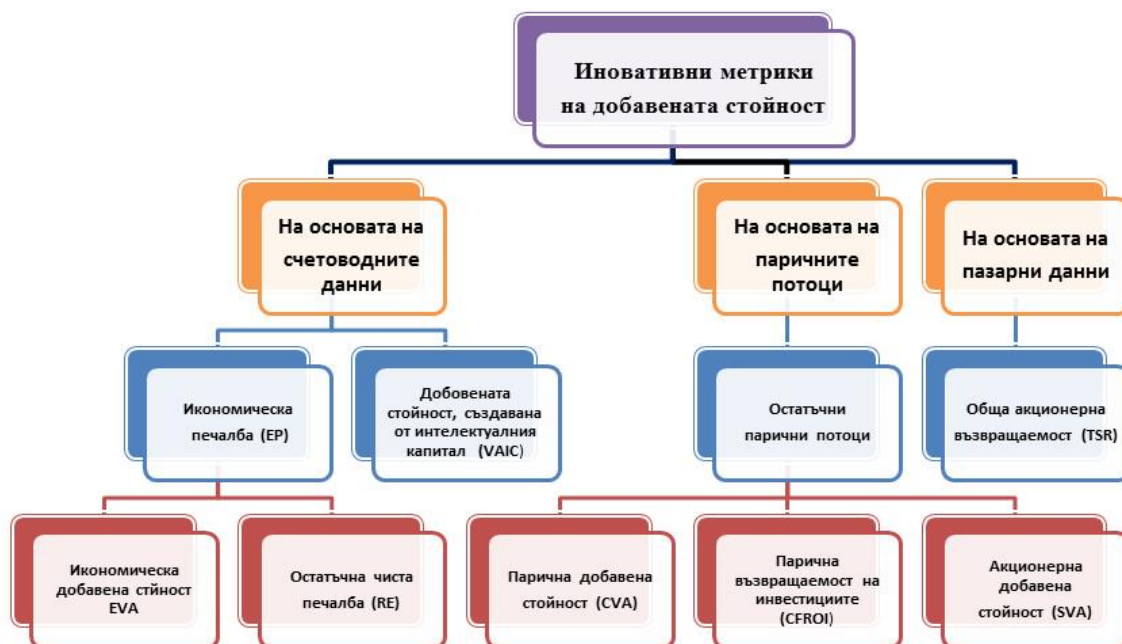 Иновативни метрики
на добавената стойност
На основата на
счетоводните
данни
На основата на
паричните
потоци
На основата на
пазарни данни
Икономическа
печалба (EP)
Добовената
стойност, създавана
от интелектуалния
капитал (VAIC)
Остатъчни
парични потоци
Обща акционерна
възвращаемост (TSR)
Икономическа
добавена стйност
EVA
Остатъчна чиста
печалба (RE)
Парична добавена
стойност (CVA)
Парична
възвращаемост на
инвестициите
(CFROI)
Акционерна
добавена
стойност (SVA)